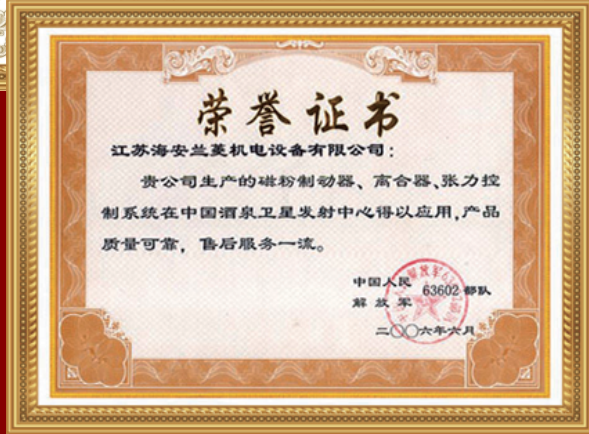 荣誉证书
江苏海安兰菱机电设备有限公司：
贵公司生产的磁粉制动器、离合器、张力控
制系统在中国酒泉卫星发射中心得以应用，产品
质量可靠，售后服务一流。
中国人民
解放军 63602 部队
二〇〇六年六月